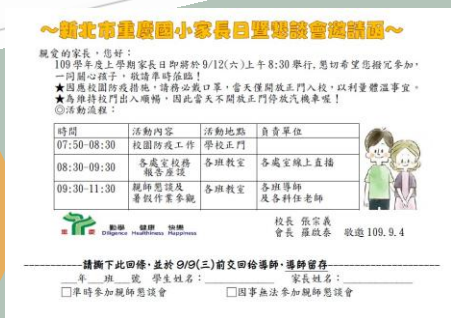 ～新北市重慶國小家長日暨懇談會邀請函～
親愛的家長，您好：
109學年度上學期家長日即將於9/12(六)上午8:30舉行，懇切希望您撥冗參加，
一同關心孩子，敬請準時蒞臨！
★因應校園防疫措施，請務必戴口罩，當天僅開放正門入校，以利量體溫事宜。
★為維持校門出入順暢，因此當天不開放正門停放汽機車喔！
◎活動流程：
時間 活動內容 活動地點 負責單位
07:50-08:30 校園防疫工作 學校正門
08:30-09:30 各處室校務報告座談 各班教室 各處室線上直播
09:30-11:30 親師懇談及暑假作業參觀 各班教室 各班導師及各科任老師
勤學 健康 快樂
Diligence Healthiness Happiness
校長 張宗義
會長 羅啟泰 敬邀 109.9.4
請撕下此回條，並於9/9(三)前交回給導師，導師留存
年 班 號 學生姓名： 家長姓名：
□準時參加親師懇談會 □因事無法參加親師懇談會